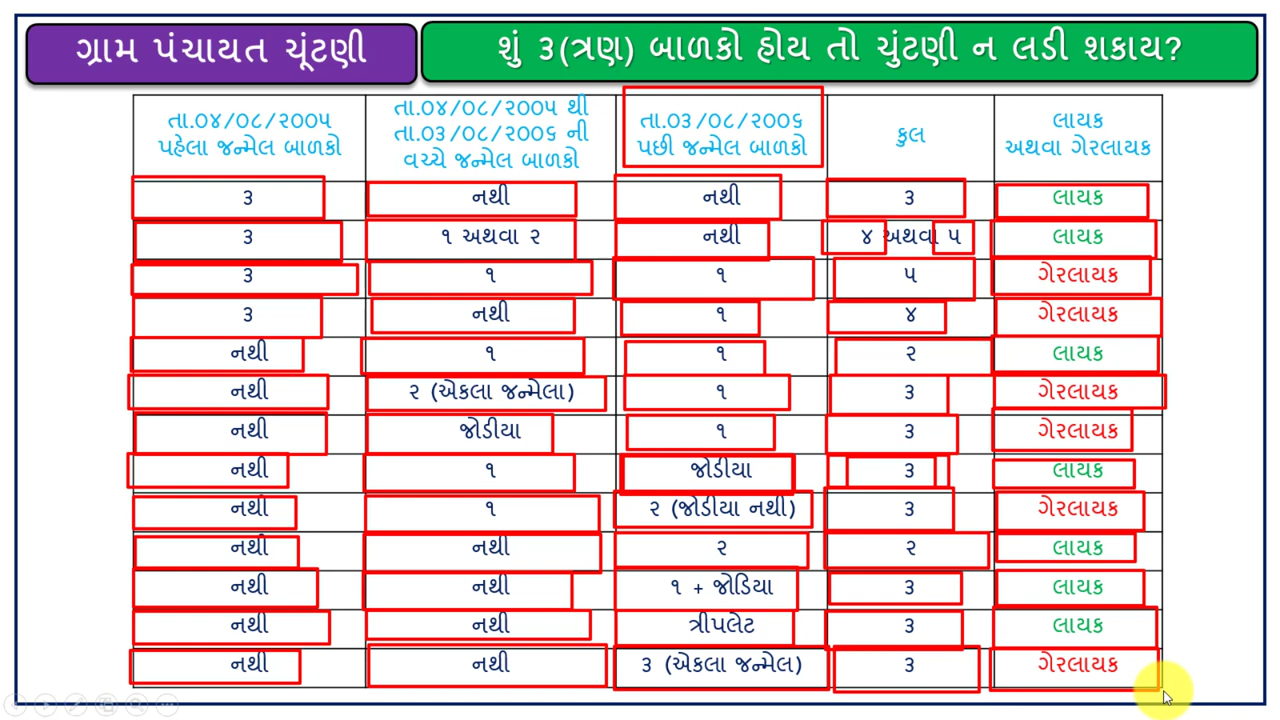 ગ્રામ પંચાયત ચૂંટણી
શું ૩(ત્રણ) બાળકો હોય તો ચુંટણી ન લડી શકાય?
તા.૦૪/૦૮/૨૦૦૫
પહેલા જન્મેલ બાળકો
તા.૦૪/૦૮/૨૦૦૫ થી
તા.૦૩/૦૮/૨૦૦૬ ની
વચ્ચે જન્મેલ બાળકો
તા.૦૩/૦૮/૨૦૦૬
પછી જન્મેલ બાળકો
કુલ
લાયક
અથવા ગેરલાયક
૩ નથી નથી ૩ લાયક
૩ ૧ અથવા ૨ નથી ૪ અથવા ૫ લાયક
૩ ૧ ૧ ૫ ગેરલાયક
૩ નથી ૧ ૪ ગેરલાયક
નથી ૧ ૧ ૨ લાયક
નથી ૨ (એકલા જન્મેલા) ૧ ૩ ગેરલાયક
નથી જોડીયા ૧ ૩ ગેરલાયક
નથી ૧ જોડીયા ૩ લાયક
નથી ૧ ૨ (જોડીયા નથી) ૩ ગેરલાયક
નથી નથી ૨ ૨ લાયક
નથી નથી ૧ + જોડિયા ૩ લાયક
નથી નથી ત્રીપલેટ ૩ લાયક
નથી નથી ૩ (એકલા જન્મેલ) ૩ ગેરલાયક